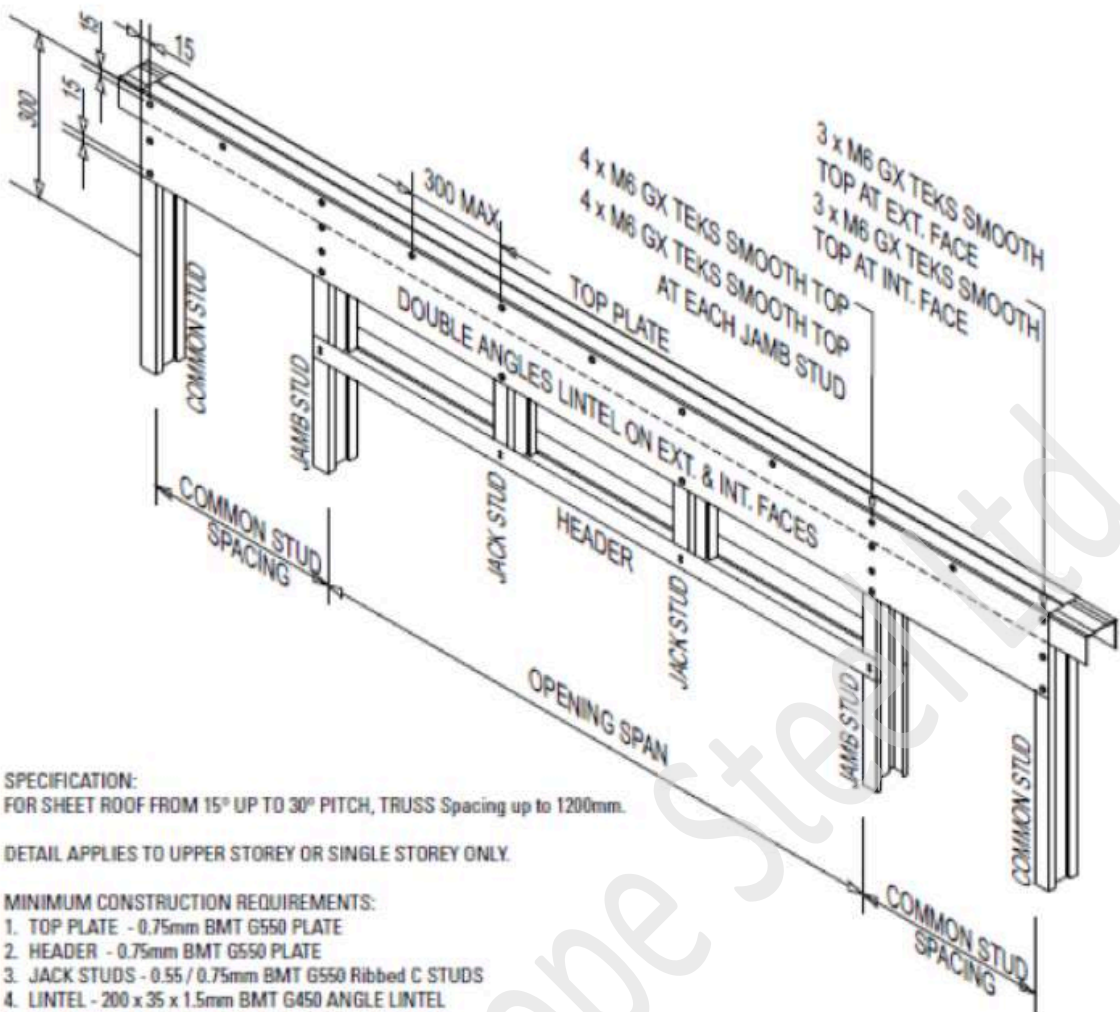 15
15
300
15
300 MAX
4 x M6 GX TEKS SMOOTH TOP
4 x M6 GX TEKS SMOOTH TOP
AT EACH JAMB STUD
3 x M6 GX TEKS SMOOTH
TOP AT EXT. FACE
3 x M6 GX TEKS SMOOTH
TOP AT INT. FACE
TOP PLATE
DOUBLE ANGLES LINTEL ON EXT. & INT. FACES
COMMON STUD
JAMB STUD
JACK STUD
HEADER
JACK STUD
JAMB STUD
COMMON STUD
COMMON STUD
SPACING
OPENING SPAN
COMMON STUD
SPACING
SPECIFICATION:
FOR SHEET ROOF FROM 15° UP TO 30° PITCH, TRUSS Spacing up to 1200mm.
DETAIL APPLIES TO UPPER STOREY OR SINGLE STOREY ONLY.
MINIMUM CONSTRUCTION REQUIREMENTS:
1. TOP PLATE - 0.75mm BMT G550 PLATE
2. HEADER - 0.75mm BMT G550 PLATE
3. JACK STUDS - 0.55 / 0.75mm BMT G550 Ribbed C STUDS
4. LINTEL - 200 x 35 x 1.5mm BMT G450 ANGLE LINTEL
pe Steel Ltd